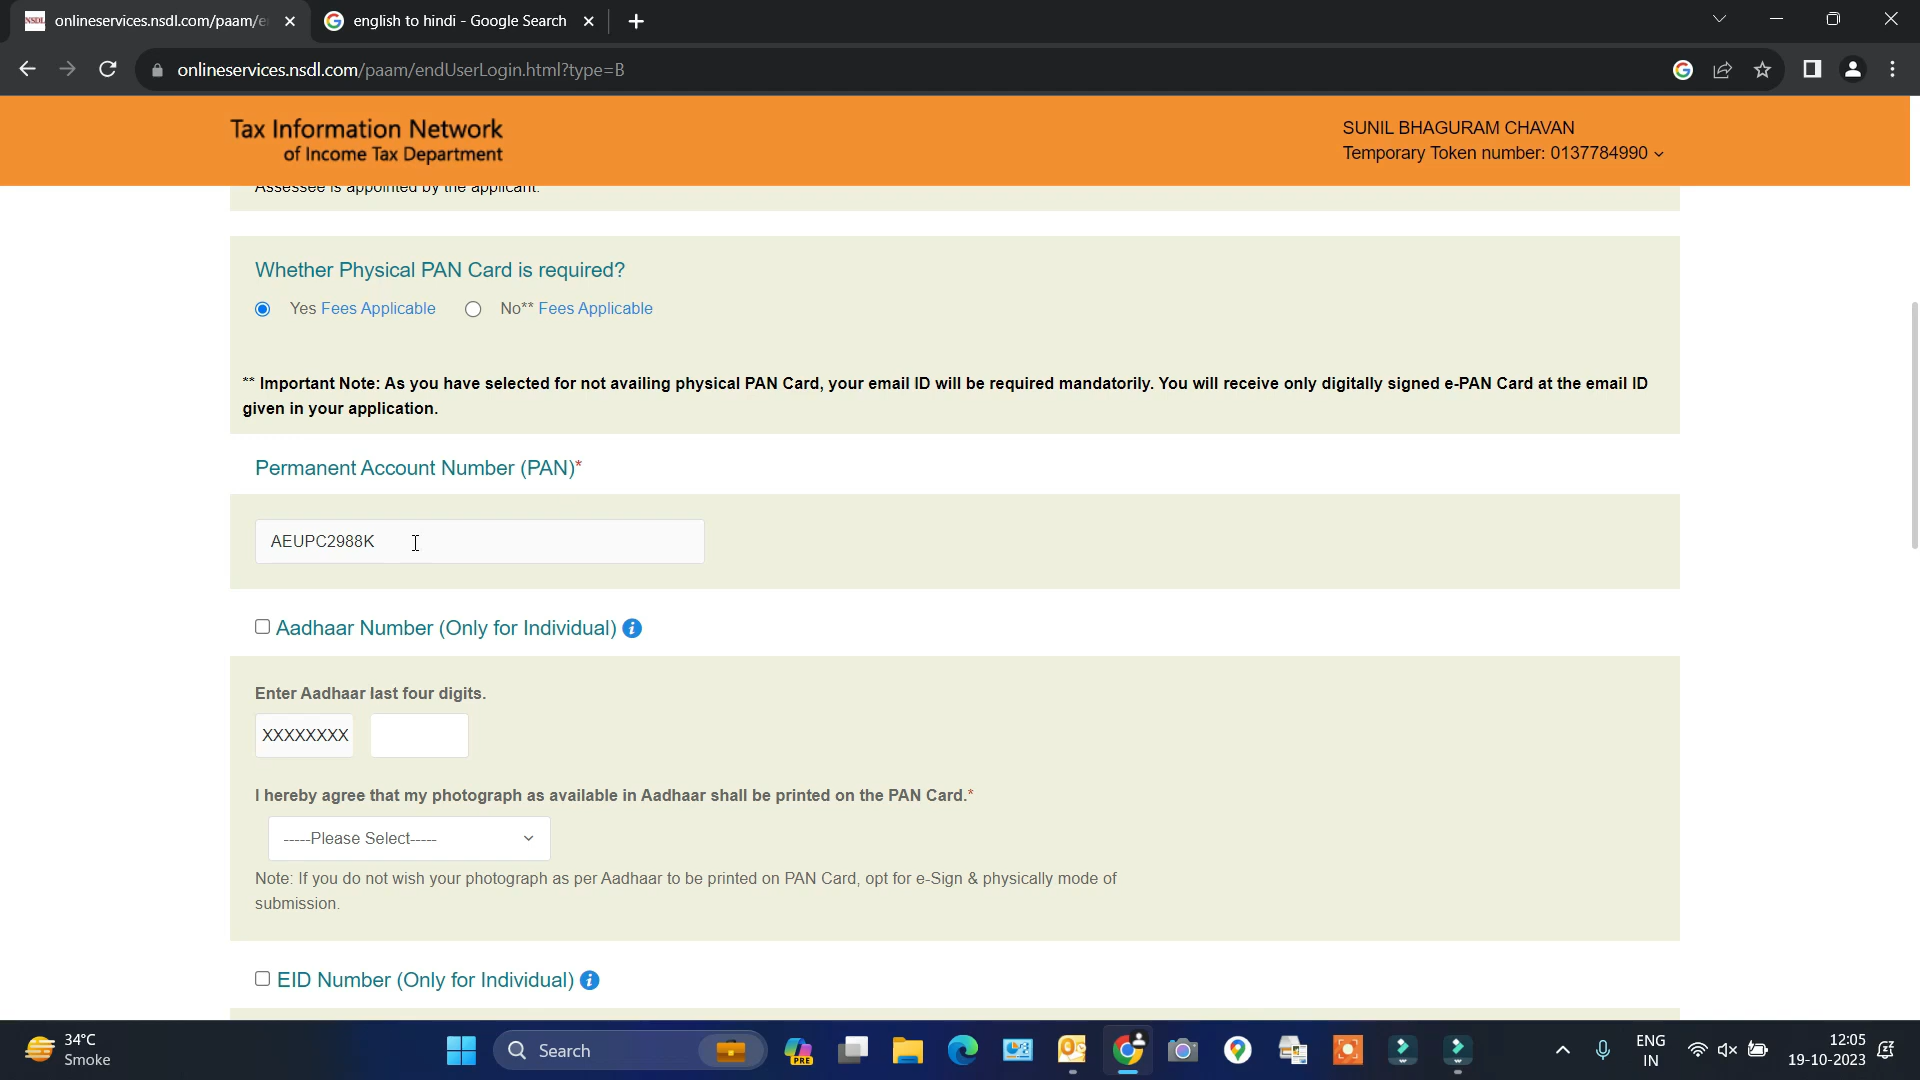 onlineservices.nsdl.com/paam/e
english to hindi - Google Search
onlineservices.nsdl.com/paam/endUserLogin.html?type=B
Tax Information Network
of Income Tax Department
SUNIL BHAGURAM CHAVAN
Temporary Token number: 0137784990
Assessee is appointed by the applicant.
Whether Physical PAN Card is required?
Yes Fees Applicable No** Fees Applicable
** Important Note: As you have selected for not availing physical PAN Card, your email ID will be required mandatorily. You will receive only digitally signed e-PAN Card at the email ID
given in your application.
Permanent Account Number (PAN)*
AEUPC2988K
Aadhaar Number (Only for Individual)
Enter Aadhaar last four digits.
XXXXXXXX
I hereby agree that my photograph as available in Aadhaar shall be printed on the PAN Card.*
-----Please Select-----
Note: If you do not wish your photograph as per Aadhaar to be printed on PAN Card, opt for e-Sign & physically mode of
submission.
EID Number (Only for Individual)
34°C
Smoke
Search
PRE
ENG
IN
12:05
19-10-2023